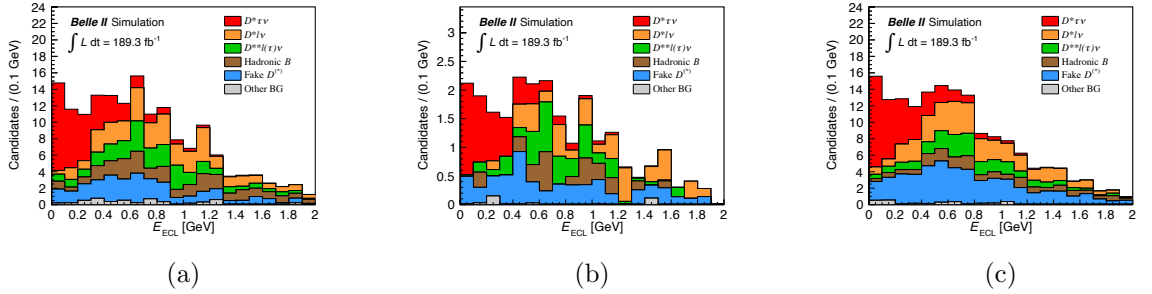 24
22
20
18
16
14
12
10
8
6
4
2
0
Candidates / (0.1 GeV)
Belle II Simulation
∫ L dt = 189.3 fb⁻¹
D*τν
D*lν
D**l(τ)ν
Hadronic B
Fake D⁽*⁾
Other BG
0 0.2 0.4 0.6 0.8 1 1.2 1.4 1.6 1.8 2
E_ECL [GeV]
(a)
3
2.5
2
1.5
1
0.5
0
Candidates / (0.1 GeV)
Belle II Simulation
∫ L dt = 189.3 fb⁻¹
D*τν
D*lν
D**l(τ)ν
Hadronic B
Fake D⁽*⁾
Other BG
0 0.2 0.4 0.6 0.8 1 1.2 1.4 1.6 1.8 2
E_ECL [GeV]
(b)
24
22
20
18
16
14
12
10
8
6
4
2
0
Candidates / (0.1 GeV)
Belle II Simulation
∫ L dt = 189.3 fb⁻¹
D*τν
D*lν
D**l(τ)ν
Hadronic B
Fake D⁽*⁾
Other BG
0 0.2 0.4 0.6 0.8 1 1.2 1.4 1.6 1.8 2
E_ECL [GeV]
(c)